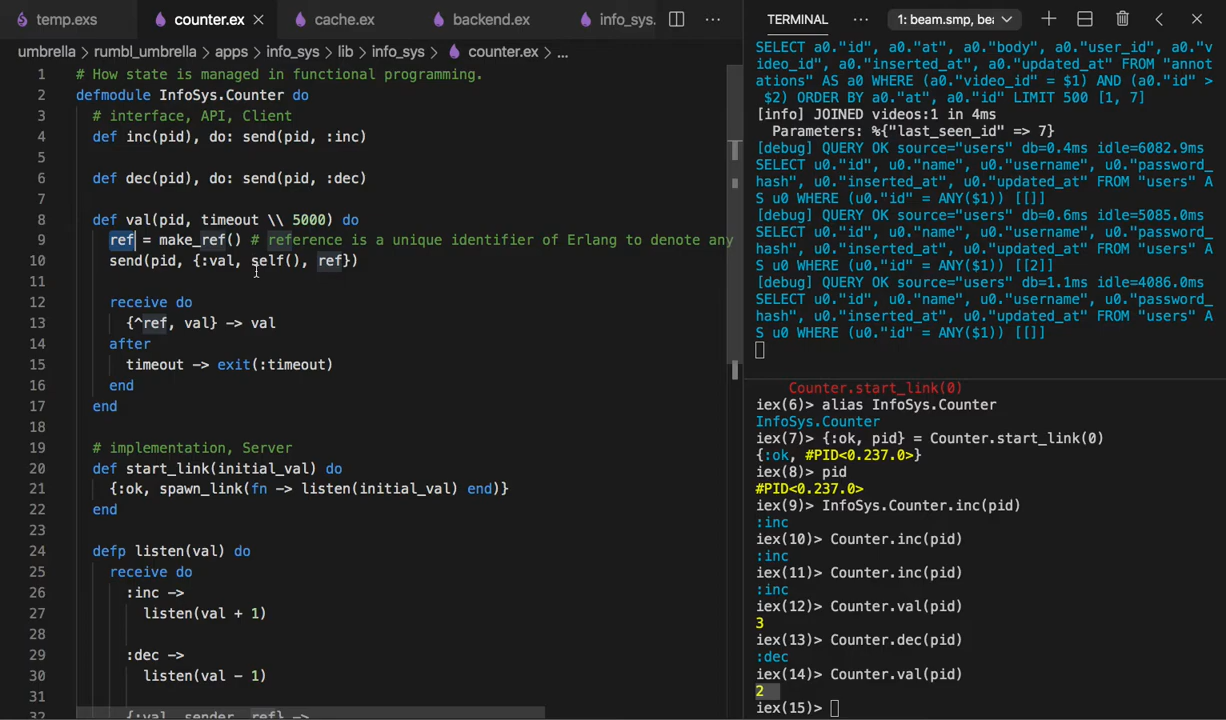 temp.exs
counter.ex
cache.ex
backend.ex
info_sys.
TERMINAL
1: beam.smp, bea
umbrella > rumbl_umbrella > apps > info_sys > lib > info_sys > counter.ex > ...
1 # How state is managed in functional programming.
2 defmodule InfoSys.Counter do
3 # interface, API, Client
4 def inc(pid), do: send(pid, :inc)
5
6 def dec(pid), do: send(pid, :dec)
7
8 def val(pid, timeout \\ 5000) do
9 ref = make_ref() # reference is a unique identifier of Erlang to denote any
10 send(pid, {:val, self(), ref})
11
12 receive do
13 {^ref, val} -> val
14 after
15 timeout -> exit(:timeout)
16 end
17 end
18
19 # implementation, Server
20 def start_link(initial_val) do
21 {:ok, spawn_link(fn -> listen(initial_val) end)}
22 end
23
24 defp listen(val) do
25 receive do
26 :inc ->
27 listen(val + 1)
28
29 :dec ->
30 listen(val - 1)
31
32 {:val, sender, ref} ->
SELECT a0."id", a0."at", a0."body", a0."user_id", a0."v
ideo_id", a0."inserted_at", a0."updated_at" FROM "annot
ations" AS a0 WHERE (a0."video_id" = $1) AND (a0."id" >
$2) ORDER BY a0."at", a0."id" LIMIT 500 [1, 7]
[info] JOINED videos:1 in 4ms
Parameters: %{"last_seen_id" => 7}
[debug] QUERY OK source="users" db=0.4ms idle=6082.9ms
SELECT u0."id", u0."name", u0."username", u0."password_
hash", u0."inserted_at", u0."updated_at" FROM "users" A
S u0 WHERE (u0."id" = ANY($1)) [[]]
[debug] QUERY OK source="users" db=0.6ms idle=5085.0ms
SELECT u0."id", u0."name", u0."username", u0."password_
hash", u0."inserted_at", u0."updated_at" FROM "users" A
S u0 WHERE (u0."id" = ANY($1)) [[2]]
[debug] QUERY OK source="users" db=1.1ms idle=4086.0ms
SELECT u0."id", u0."name", u0."username", u0."password_
hash", u0."inserted_at", u0."updated_at" FROM "users" A
S u0 WHERE (u0."id" = ANY($1)) [[]]
Counter.start_link(0)
iex(6)> alias InfoSys.Counter
InfoSys.Counter
iex(7)> {:ok, pid} = Counter.start_link(0)
{:ok, #PID<0.237.0>}
iex(8)> pid
#PID<0.237.0>
iex(9)> InfoSys.Counter.inc(pid)
:inc
iex(10)> Counter.inc(pid)
:inc
iex(11)> Counter.inc(pid)
:inc
iex(12)> Counter.val(pid)
3
iex(13)> Counter.dec(pid)
:dec
iex(14)> Counter.val(pid)
2
iex(15)>